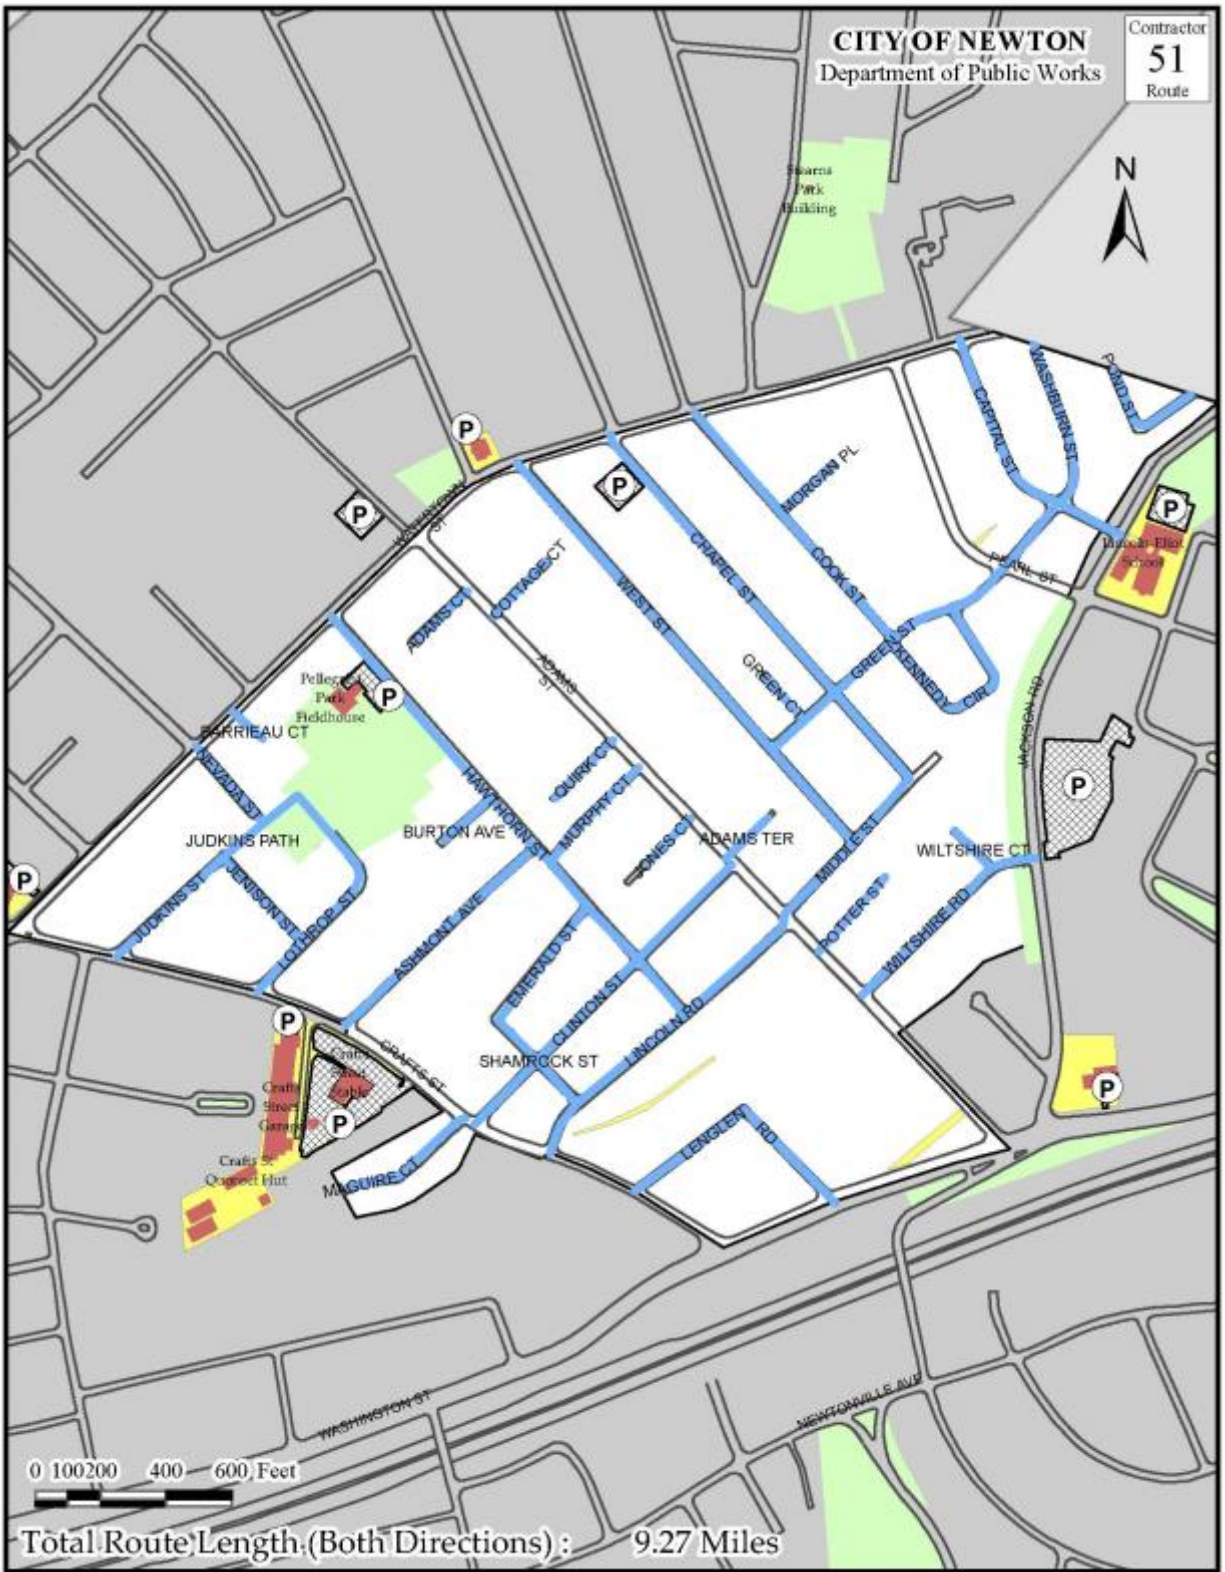 CITY OF NEWTON
Department of Public Works
Contractor
51
Route
N
Stearns
Park
Building
POND ST
WASHBURN ST
CAPITAL ST
P
P
P
P
MORGAN PL
WATERTOWN
ST
Lincoln-Eliot
School
CHAPEL ST
COTTAGE CT
COOK ST
PEARL ST
WEST ST
ADAMS CT
GREEN ST
KENNEDY CIR
ADAMS
ST
GREEN CT
Pellegrini
Park
Fieldhouse
P
JACKSON RD
BARRIEAU CT
NEVADA ST
QUIRK CT
HAWTHORN ST
MURPHY CT
P
BURTON AVE
JUDKINS PATH
JONES CT
ADAMS TER
MIDDLE ST
WILTSHIRE CT
P
JUDKINS ST
JENISON ST
LOTHROP ST
ASHMONT AVE
POTTER ST
WILTSHIRE RD
EMERALD ST
CLINTON ST
LINCOLN RD
P
CRAFTS ST
SHAMROCK ST
Crafts
Street
Stable
Crafts
Street
Garage
P
P
LENGLEN RD
Crafts St
Quonset Hut
MAGUIRE CT
WASHINGTON ST
NEWTONVILLE AVE
0 100200 400 600 Feet
Total Route Length (Both Directions) : 9.27 Miles